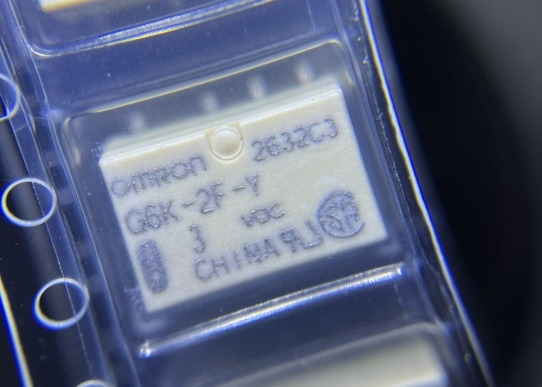 omron 2632C3
G6K-2F-Y
3 VDC
CHINA